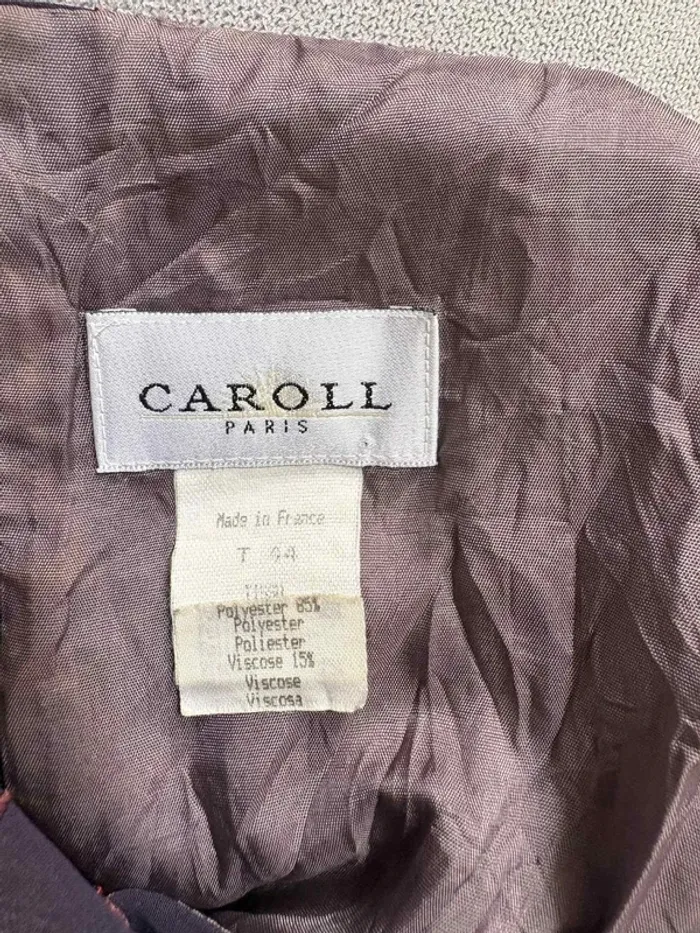 CAROLL
PARIS
Made in France
T 44
Polyester 85%
Polyester
Poliester
Viscose 15%
Viscose
Viscosa